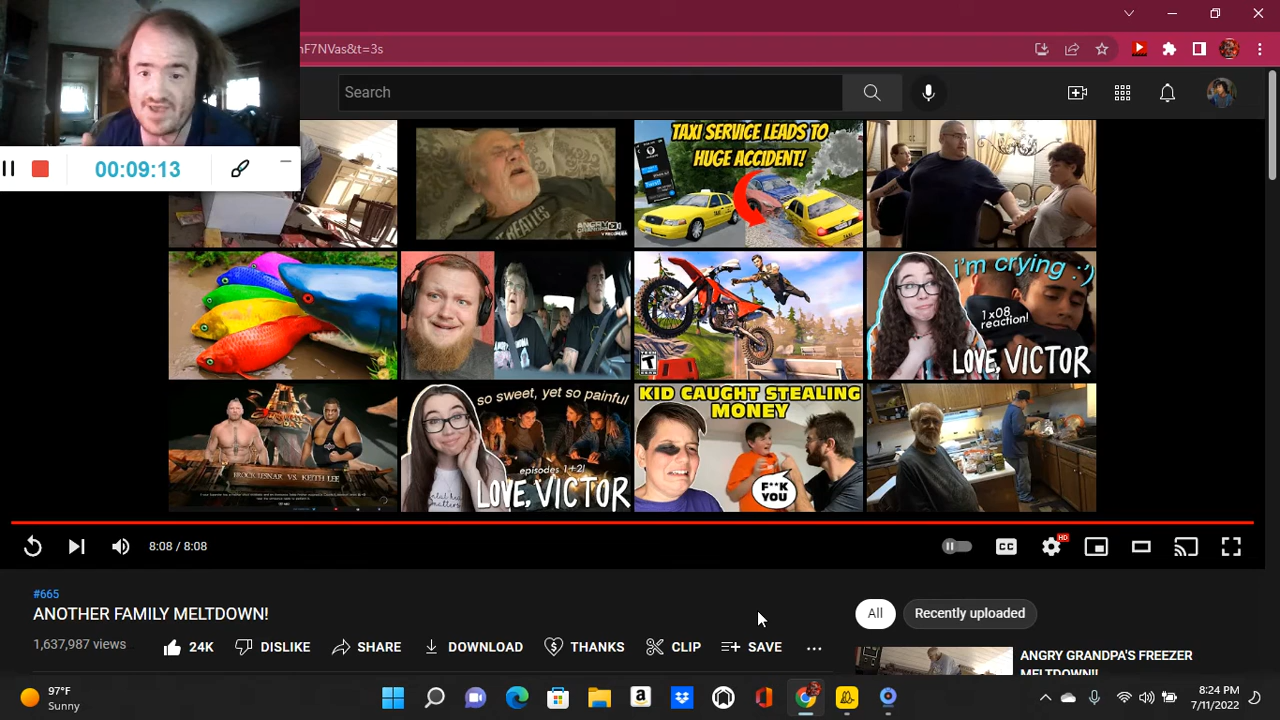 nF7NVas&t=3s
Search
00:09:13
TAXI SERVICE LEADS TO
HUGE ACCIDENT!
i'm crying :')
1x08
reaction!
LOVE, VICTOR
so sweet, yet so painful
episodes 1+2!
LOVE, VICTOR
BROCK LESNAR VS. KEITH LEE
KID CAUGHT STEALING
MONEY
F**K
YOU
8:08 / 8:08
CC
HD
#665
ANOTHER FAMILY MELTDOWN!
1,637,987 views
24K
DISLIKE
SHARE
DOWNLOAD
THANKS
CLIP
SAVE
All
Recently uploaded
ANGRY GRANDPA'S FREEZER
MELTDOWN!!
97°F
Sunny
8:24 PM
7/11/2022